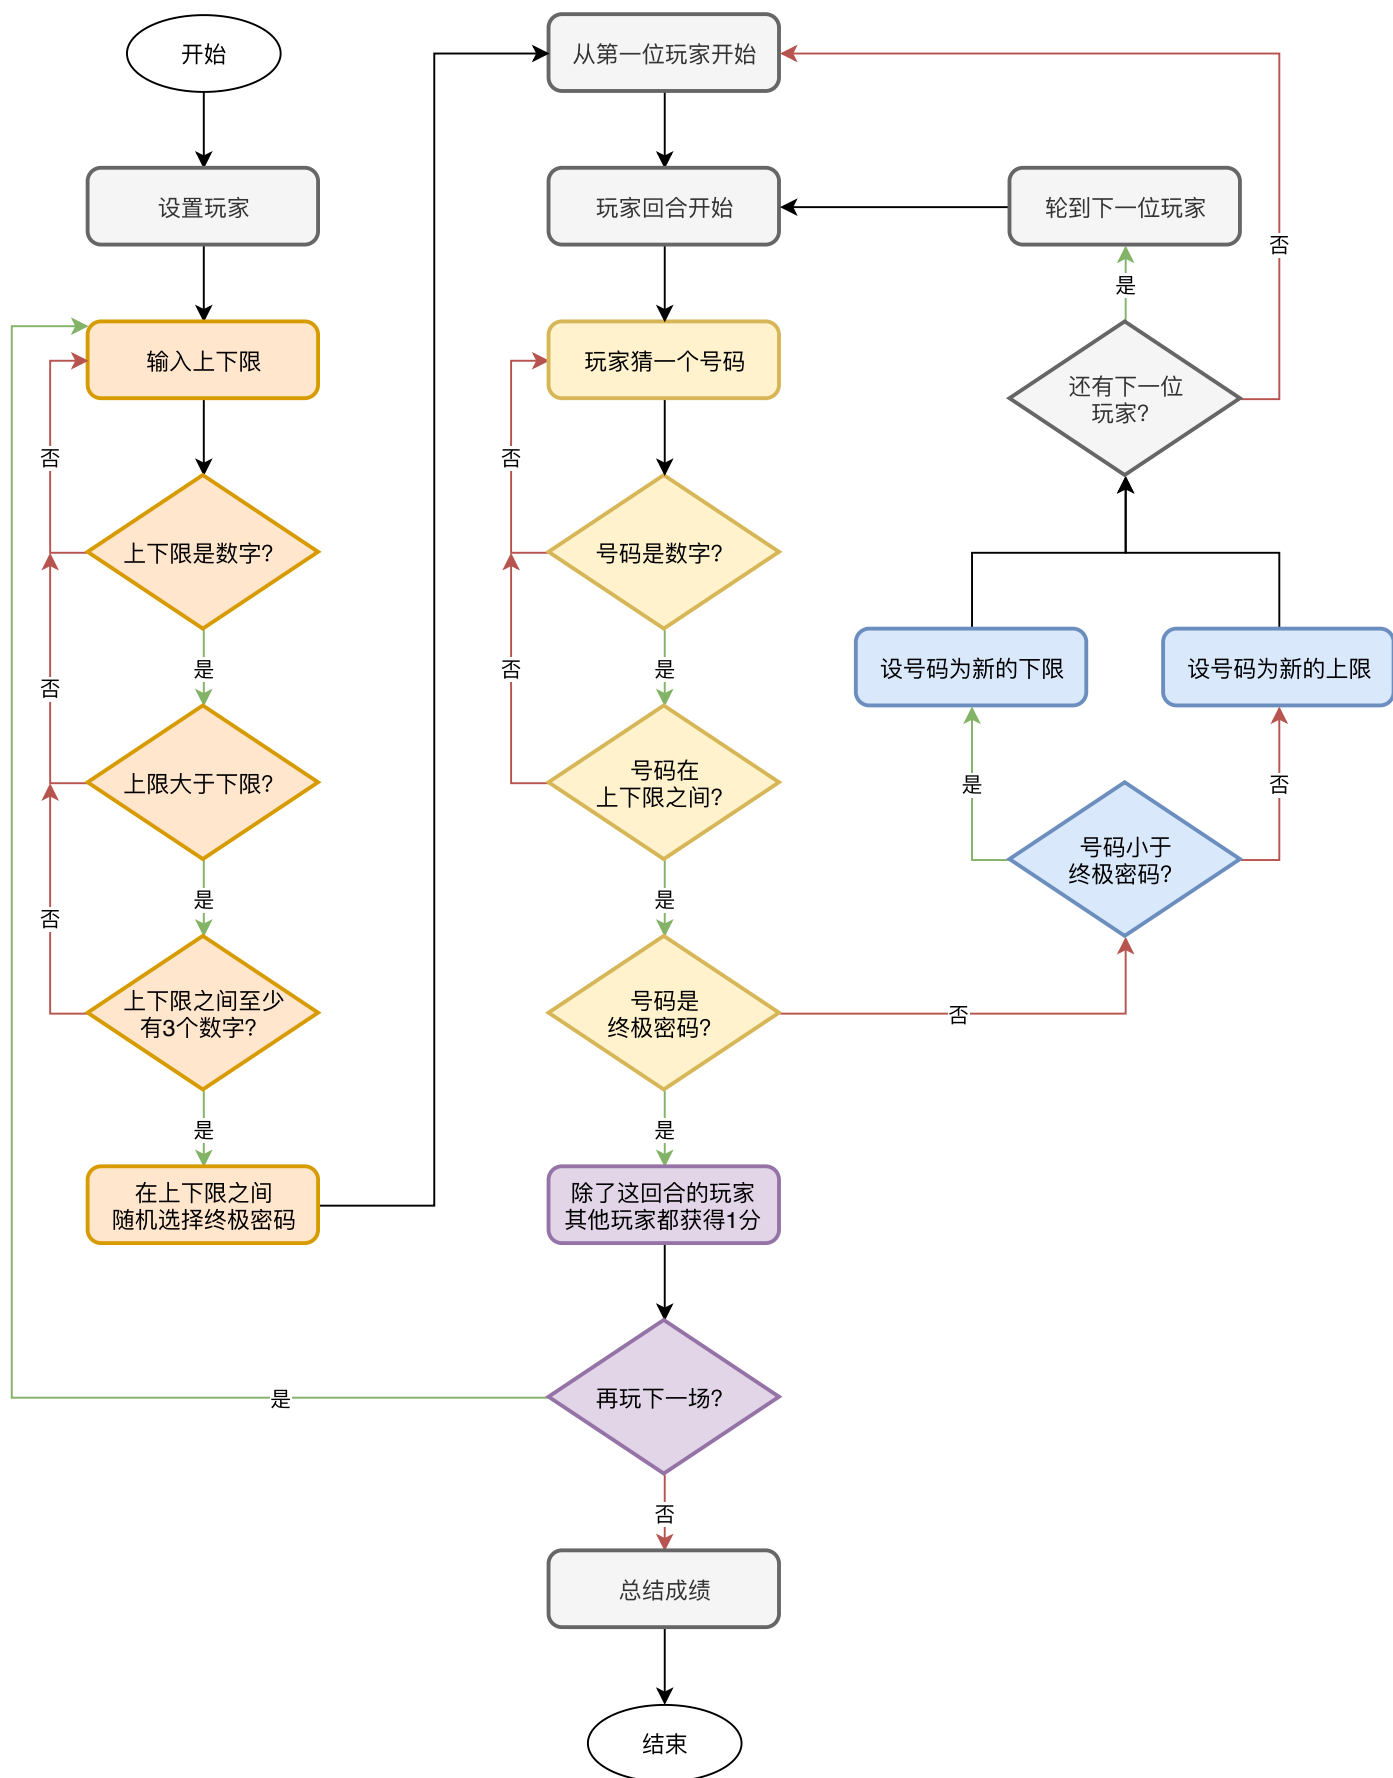 开始
设置玩家
输入上下限
否
上下限是数字?
是
否
上限大于下限?
是
否
上下限之间至少
有3个数字?
是
在上下限之间
随机选择终极密码
从第一位玩家开始
玩家回合开始
玩家猜一个号码
否
号码是数字?
是
否
号码在
上下限之间?
是
号码是
终极密码?
否
是
除了这回合的玩家
其他玩家都获得1分
再玩下一场?
是
否
总结成绩
结束
轮到下一位玩家
否
是
还有下一位
玩家?
设号码为新的下限
设号码为新的上限
是
否
号码小于
终极密码?